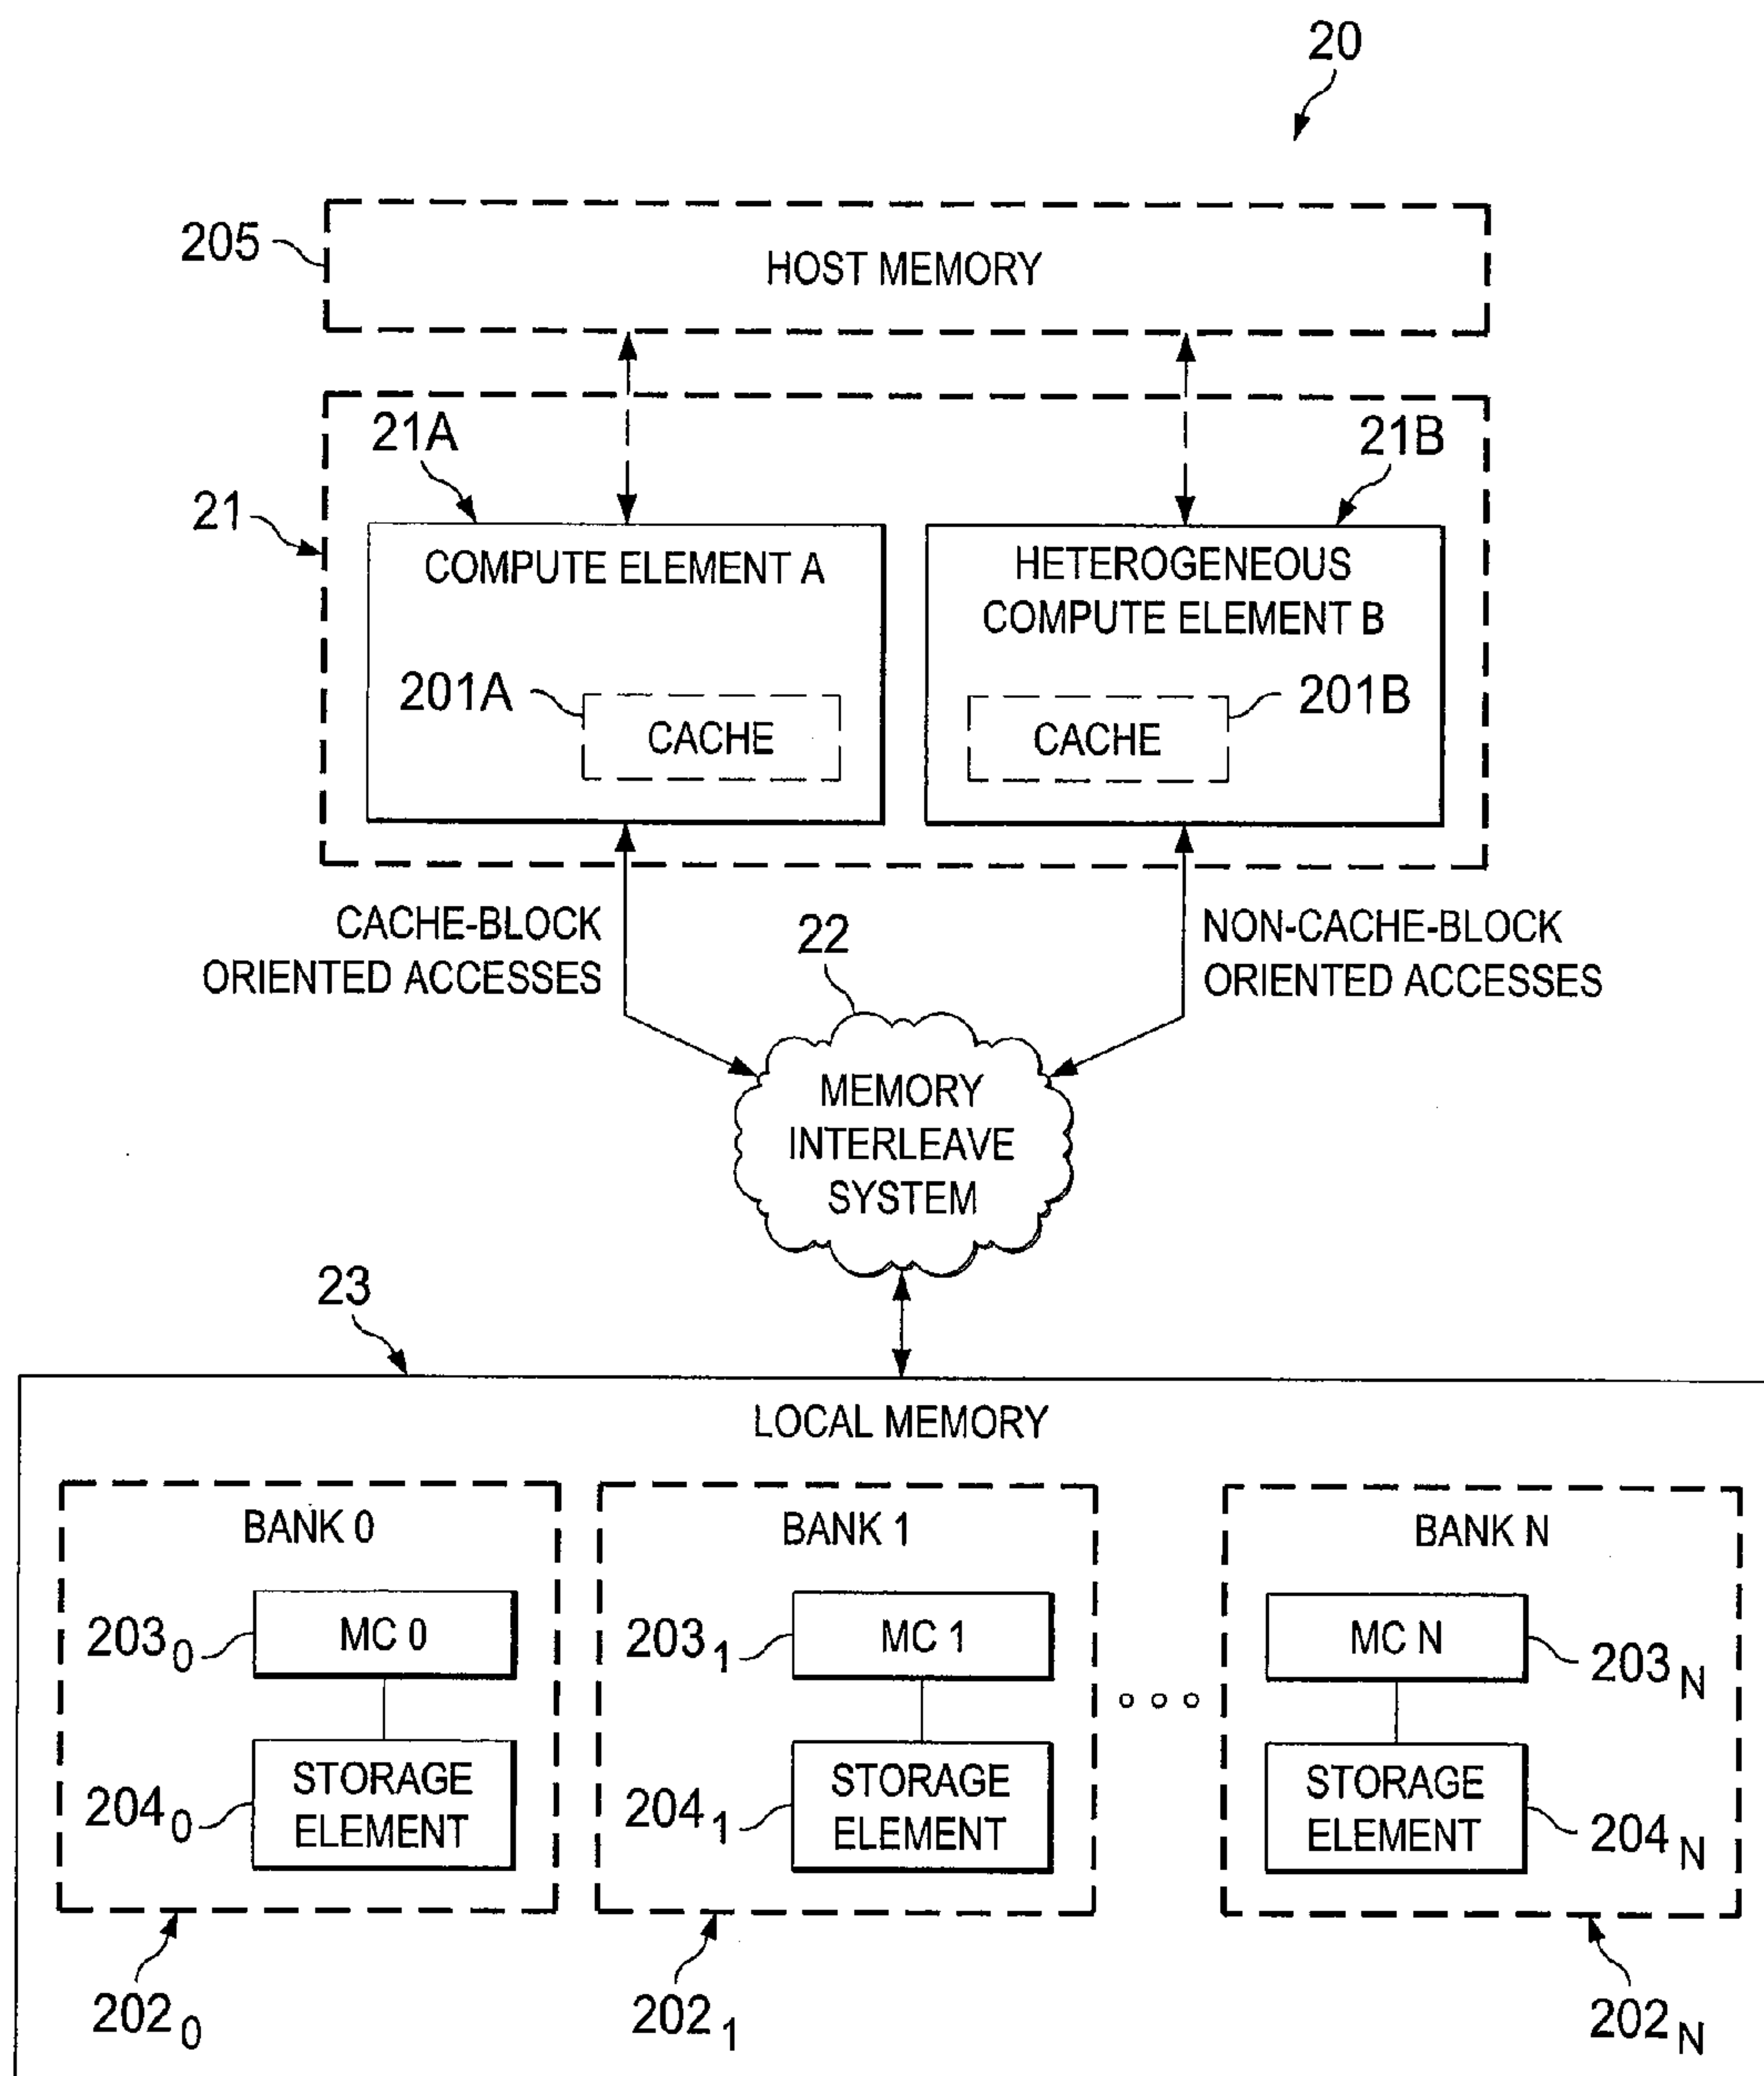 20
205
HOST MEMORY
21A
21B
21
COMPUTE ELEMENT A
HETEROGENEOUS
COMPUTE ELEMENT B
201A
CACHE
CACHE
201B
CACHE-BLOCK
ORIENTED ACCESSES
22
NON-CACHE-BLOCK
ORIENTED ACCESSES
MEMORY
INTERLEAVE
SYSTEM
23
LOCAL MEMORY
BANK 0
BANK 1
BANK N
203 0
MC 0
203 1
MC 1
MC N
203 N
204 0
STORAGE
ELEMENT
204 1
STORAGE
ELEMENT
STORAGE
ELEMENT
204 N
202 0
202 1
202 N